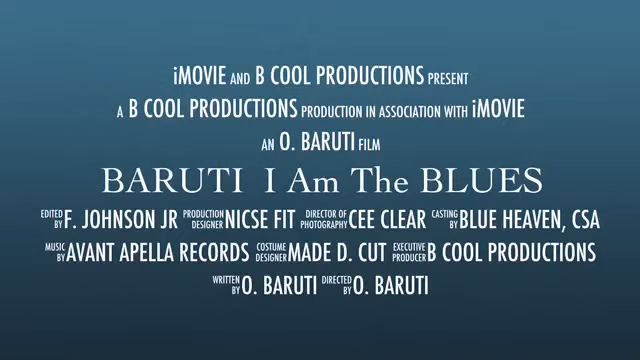 iMOVIE AND B COOL PRODUCTIONS PRESENT
A B COOL PRODUCTIONS PRODUCTION IN ASSOCIATION WITH iMOVIE
AN O. BARUTI FILM
BARUTI I Am The BLUES
EDITED BY F. JOHNSON JR PRODUCTION DESIGNER NICSE FIT DIRECTOR OF PHOTOGRAPHY CEE CLEAR CASTING BY BLUE HEAVEN, CSA
MUSIC BY AVANT APELLA RECORDS COSTUME DESIGNER MADE D. CUT EXECUTIVE PRODUCER B COOL PRODUCTIONS
WRITTEN BY O. BARUTI DIRECTED BY O. BARUTI